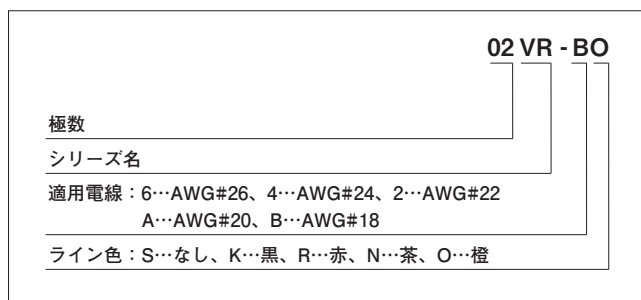 02 VR - BO
極数
シリーズ名
適用電線：6…AWG#26、4…AWG#24、2…AWG#22
A…AWG#20、B…AWG#18
ライン色：S…なし、K…黒、R…赤、N…茶、O…橙